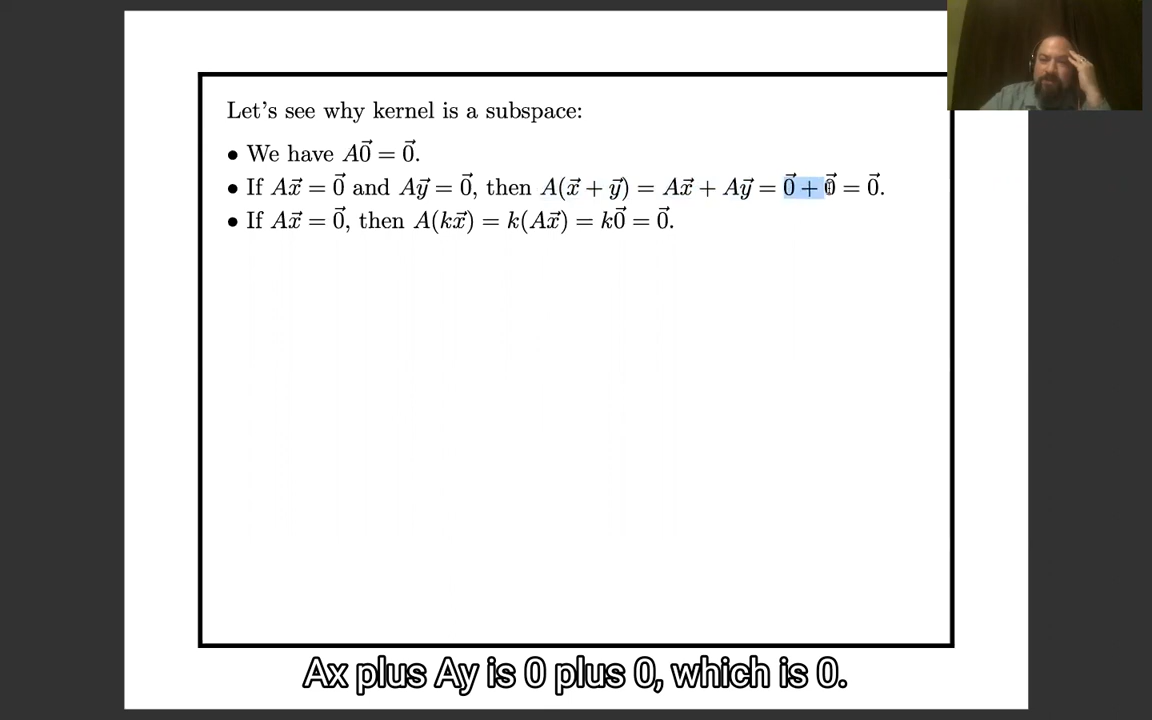 Let's see why kernel is a subspace:
• We have A0⃗ = 0⃗.
• If Ax⃗ = 0⃗ and Ay⃗ = 0⃗, then A(x⃗ + y⃗) = Ax⃗ + Ay⃗ = 0⃗ + 0⃗ = 0⃗.
• If Ax⃗ = 0⃗, then A(kx⃗) = k(Ax⃗) = k0⃗ = 0⃗.
Ax plus Ay is 0 plus 0, which is 0.